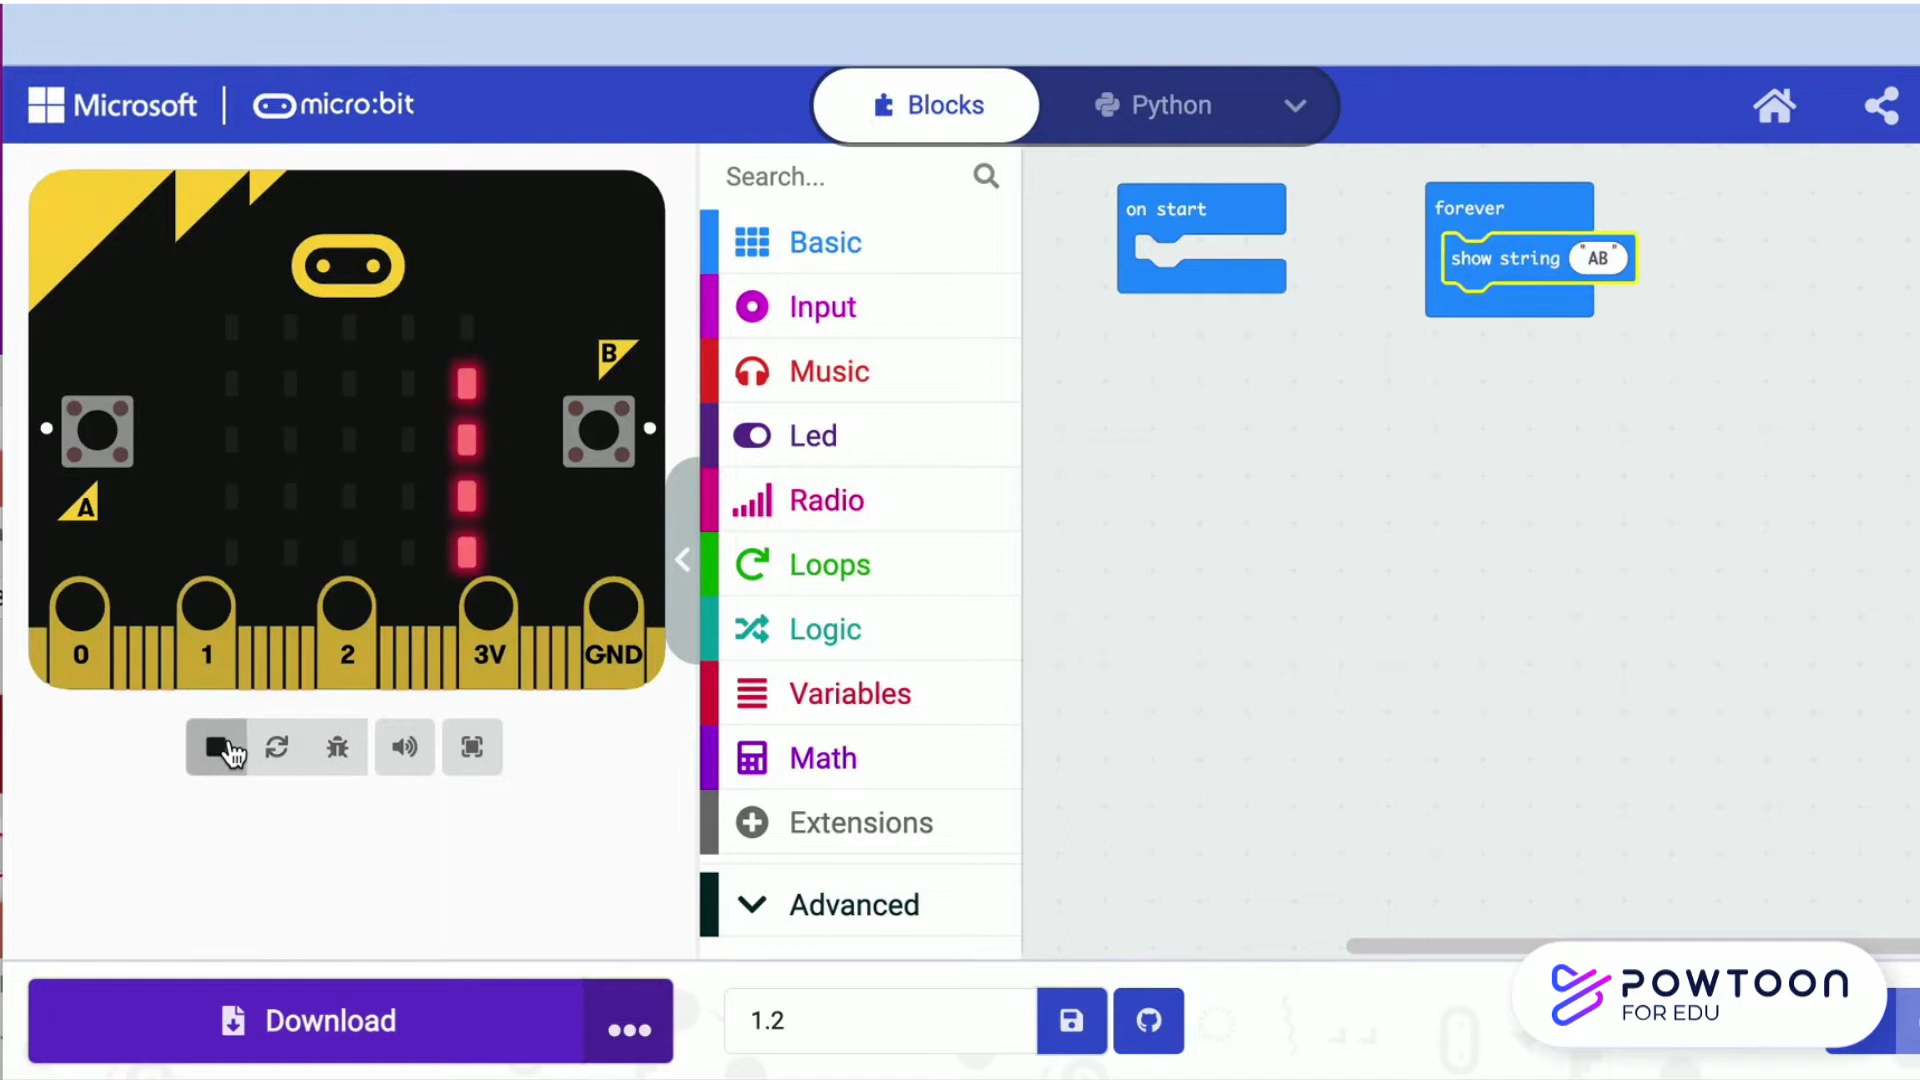 Microsoft | micro:bit
Blocks
Python
Search...
on start
forever
show string "AB"
Basic
Input
Music
Led
Radio
Loops
Logic
Variables
Math
Extensions
Advanced
B
A
0 1 2 3V GND
Download
1.2
POWTOON
FOR EDU